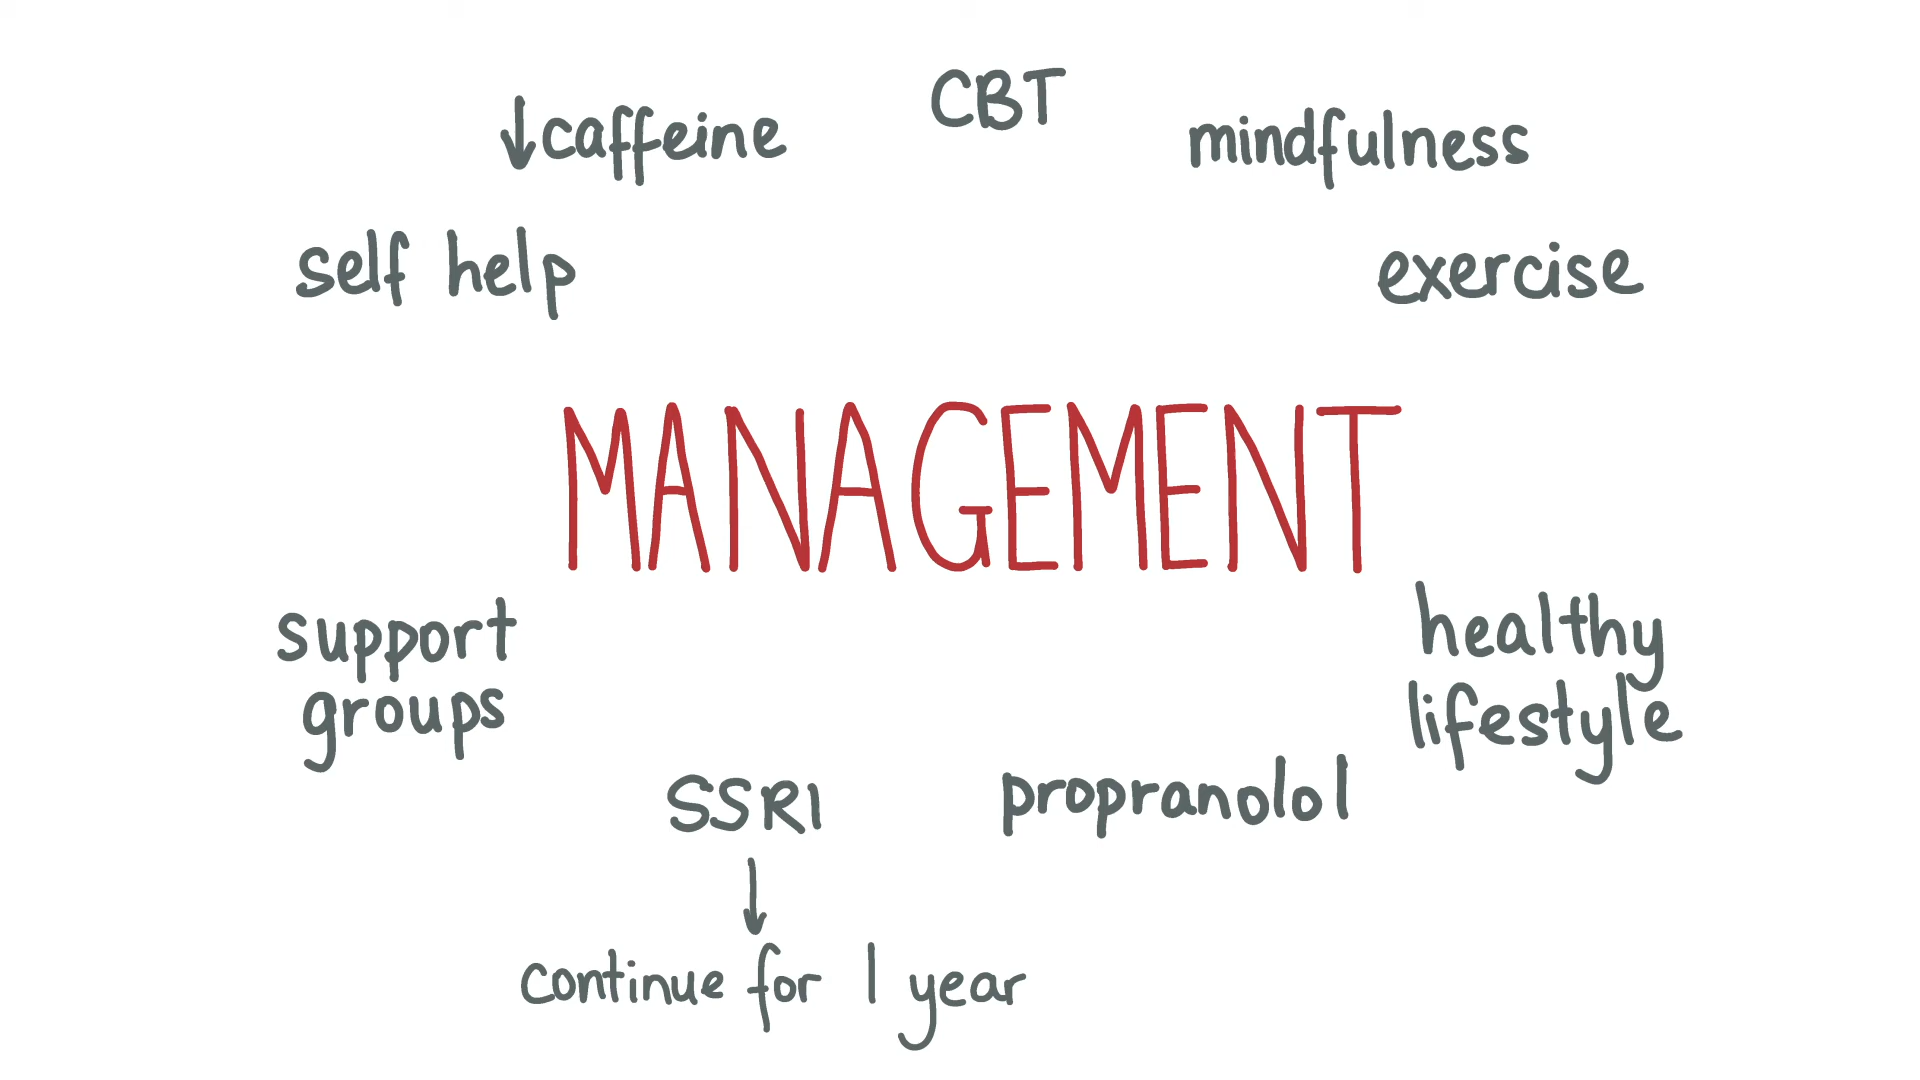 CBT
↓caffeine
mindfulness
self help
exercise
MANAGEMENT
support
groups
healthy
lifestyle
SSRI
propranolol
continue for 1 year